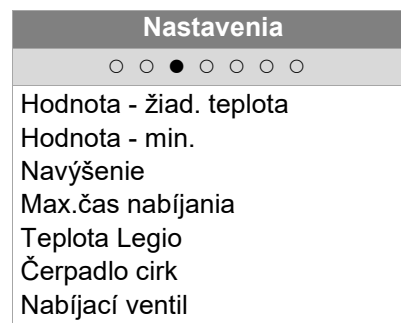 Nastavenia
Hodnota - žiad. teplota
Hodnota - min.
Navýšenie
Max.čas nabíjania
Teplota Legio
Čerpadlo cirk
Nabíjací ventil